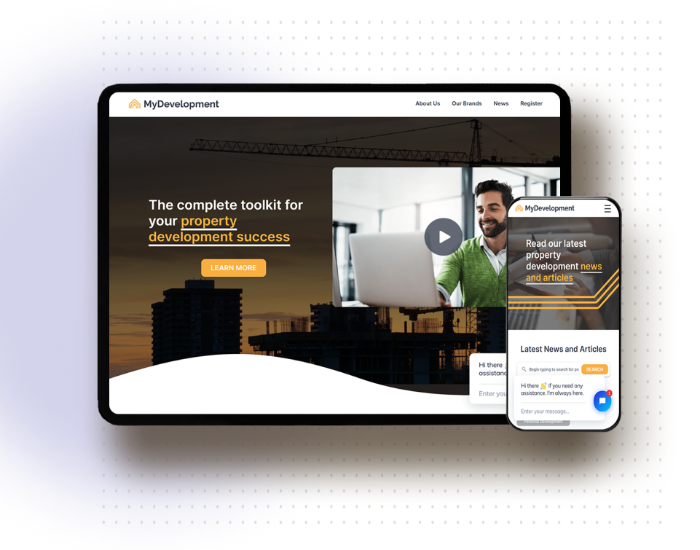 MyDevelopment
About Us Our Brands News Register
The complete toolkit for
your property
development success
LEARN MORE
Hi there
assistanc
Enter you
MyDevelopment
Read our latest
property
development news
and articles
Latest News and Articles
Begin typing to search for po SEARCH
Hi there 👋 If you need any
assistance. I'm always here.
Enter your message...